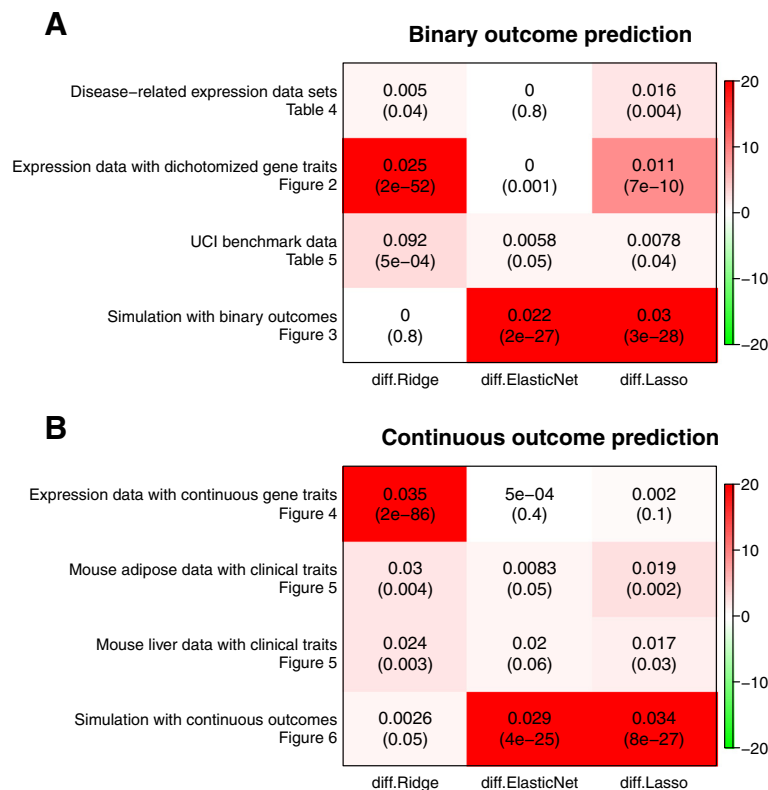 A
Binary outcome prediction
Disease−related expression data sets
Table 4
0.005
(0.04)
0
(0.8)
0.016
(0.004)
Expression data with dichotomized gene traits
Figure 2
0.025
(2e−52)
0
(0.001)
0.011
(7e−10)
UCI benchmark data
Table 5
0.092
(5e−04)
0.0058
(0.05)
0.0078
(0.04)
Simulation with binary outcomes
Figure 3
0
(0.8)
0.022
(2e−27)
0.03
(3e−28)
diff.Ridge
diff.ElasticNet
diff.Lasso
20
10
0
−10
−20
B
Continuous outcome prediction
Expression data with continuous gene traits
Figure 4
0.035
(2e−86)
5e−04
(0.4)
0.002
(0.1)
Mouse adipose data with clinical traits
Figure 5
0.03
(0.004)
0.0083
(0.05)
0.019
(0.002)
Mouse liver data with clinical traits
Figure 5
0.024
(0.003)
0.02
(0.06)
0.017
(0.03)
Simulation with continuous outcomes
Figure 6
0.0026
(0.05)
0.029
(4e−25)
0.034
(8e−27)
diff.Ridge
diff.ElasticNet
diff.Lasso
20
10
0
−10
−20